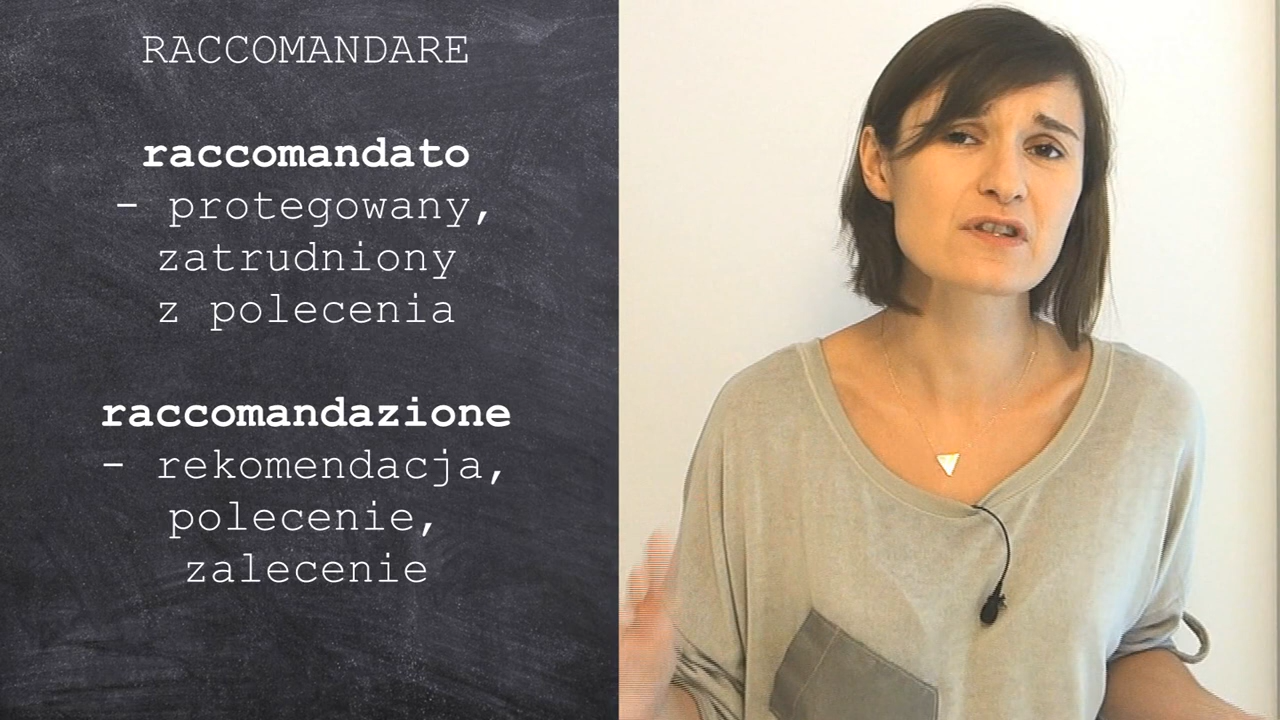 RACCOMANDARE
raccomandato
- protegowany,
zatrudniony
z polecenia
raccomandazione
- rekomendacja,
polecenie,
zalecenie